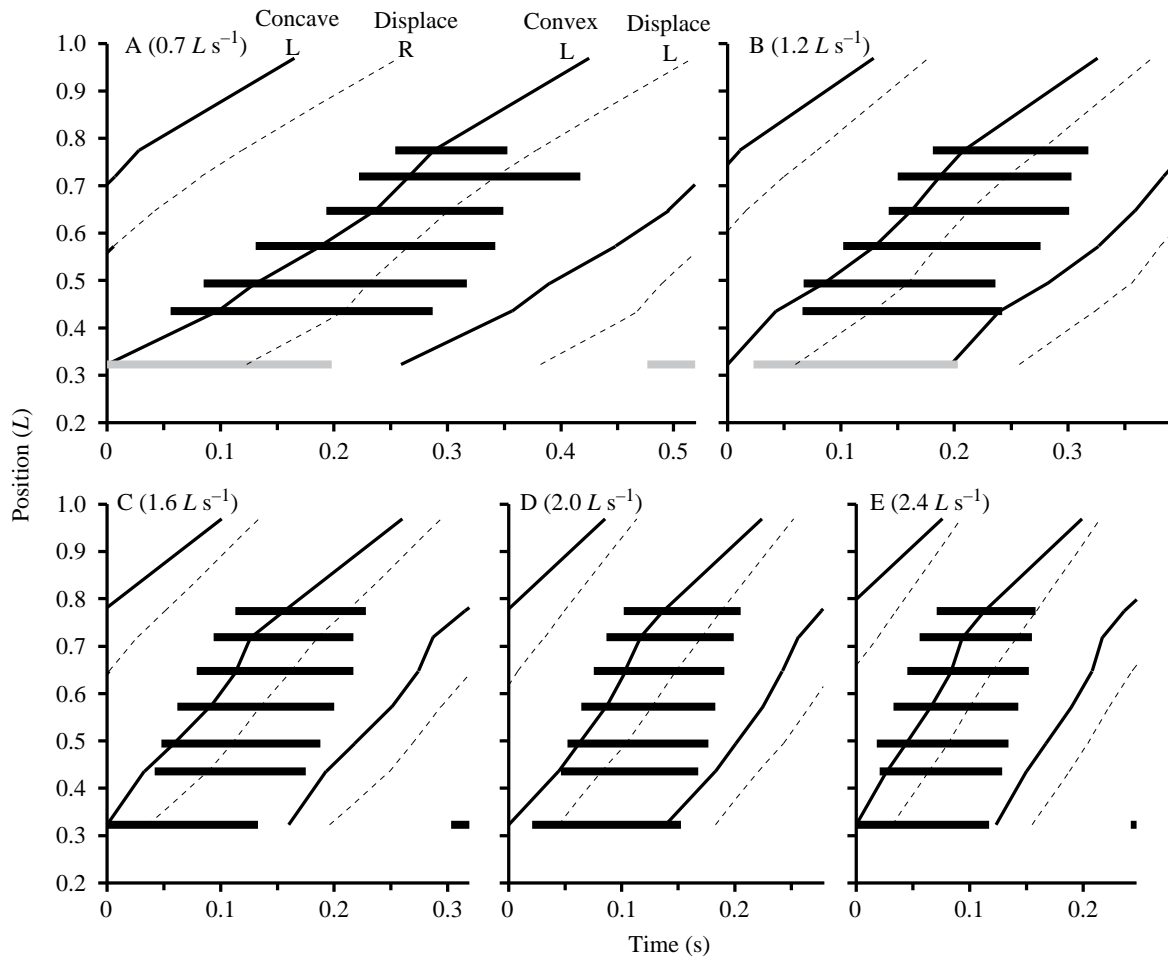 Concave Displace Convex Displace
L R L L
A (0.7 L s–1)
B (1.2 L s–1)
1.0
0.9
0.8
0.7
0.6
0.5
0.4
0.3
0.2
0 0.1 0.2 0.3 0.4 0.5
0 0.1 0.2 0.3
Position (L)
C (1.6 L s–1)
D (2.0 L s–1)
E (2.4 L s–1)
1.0
0.9
0.8
0.7
0.6
0.5
0.4
0.3
0.2
0 0.1 0.2 0.3
0 0.1 0.2
0 0.1 0.2
Time (s)